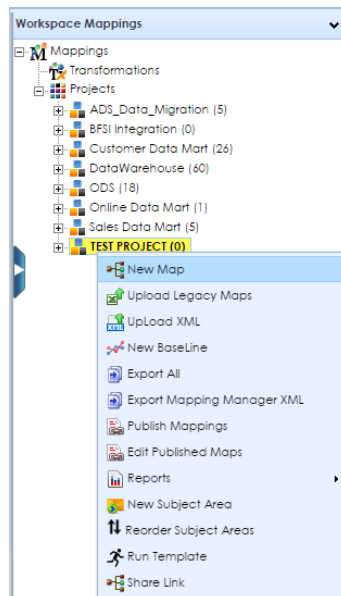 Workspace Mappings
Mappings
Transformations
Projects
ADS_Data_Migration (5)
BFSI Integration (0)
Customer Data Mart (26)
DataWarehouse (60)
ODS (18)
Online Data Mart (1)
Sales Data Mart (5)
TEST PROJECT (0)
New Map
Upload Legacy Maps
UpLoad XML
New BaseLine
Export All
Export Mapping Manager XML
Publish Mappings
Edit Published Maps
Reports
New Subject Area
Reorder Subject Areas
Run Template
Share Link